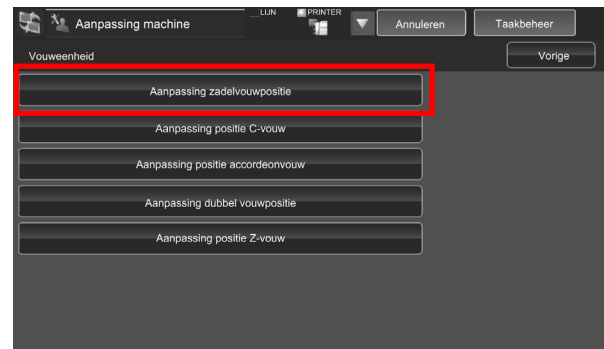 LIJN PRINTER
Aanpassing machine Annuleren Taakbeheer
Vouweenheid Vorige
Aanpassing zadelvouwpositie
Aanpassing positie C-vouw
Aanpassing positie accordeonvouw
Aanpassing dubbel vouwpositie
Aanpassing positie Z-vouw